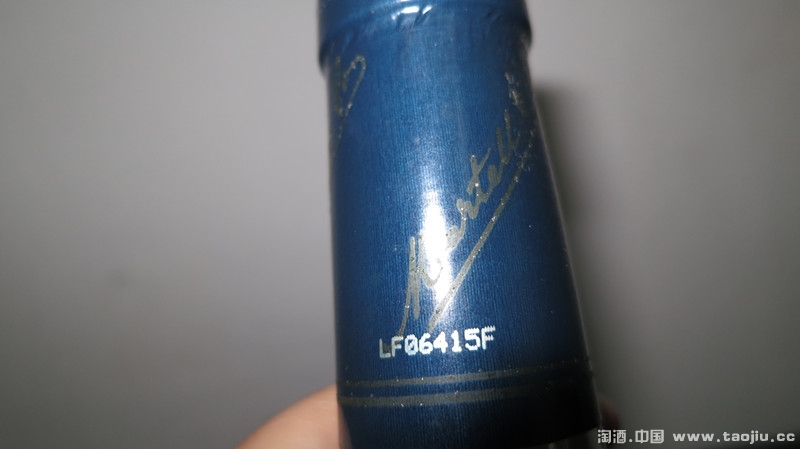 Martell
LF06415F
淘酒.中国 www.taojiu.cc